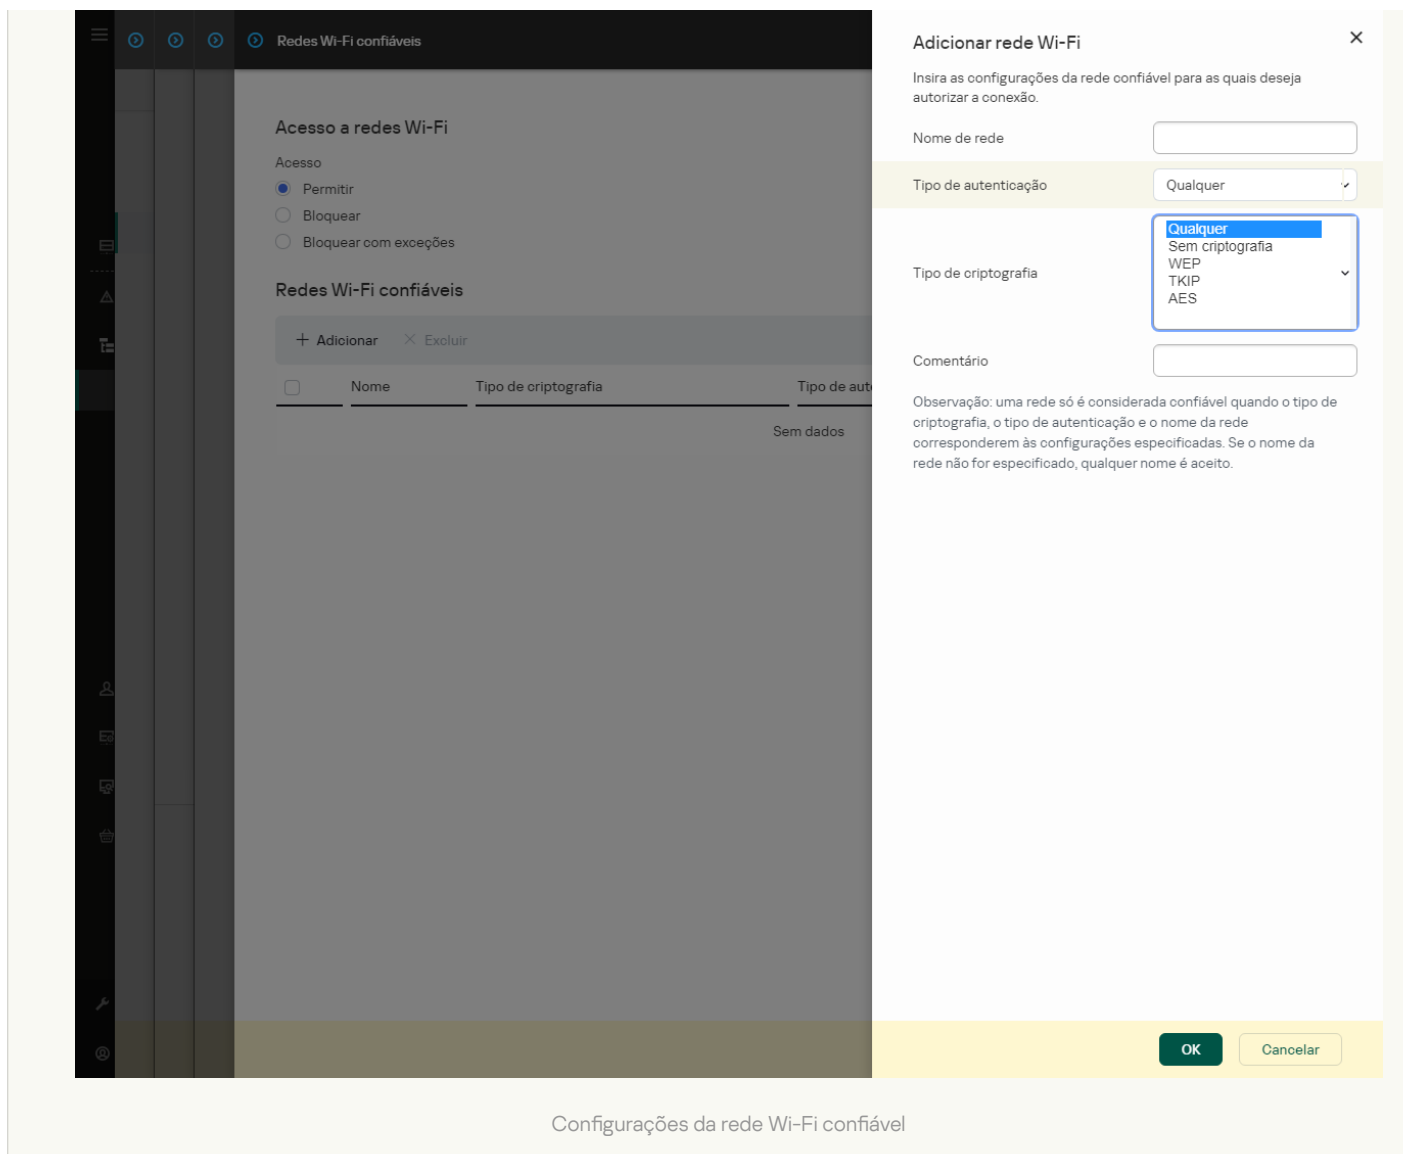 Redes Wi-Fi confiáveis
Acesso a redes Wi-Fi
Acesso
Permitir
Bloquear
Bloquear com exceções
Redes Wi-Fi confiáveis
Adicionar Excluir
Nome Tipo de criptografia Tipo de aut
Sem dados
Adicionar rede Wi-Fi
Insira as configurações da rede confiável para as quais deseja
autorizar a conexão.
Nome de rede
Tipo de autenticação Qualquer
Tipo de criptografia
Qualquer
Sem criptografia
WEP
TKIP
AES
Comentário
Observação: uma rede só é considerada confiável quando o tipo de
criptografia, o tipo de autenticação e o nome da rede
corresponderem às configurações especificadas. Se o nome da
rede não for especificado, qualquer nome é aceito.
OK Cancelar
Configurações da rede Wi-Fi confiável